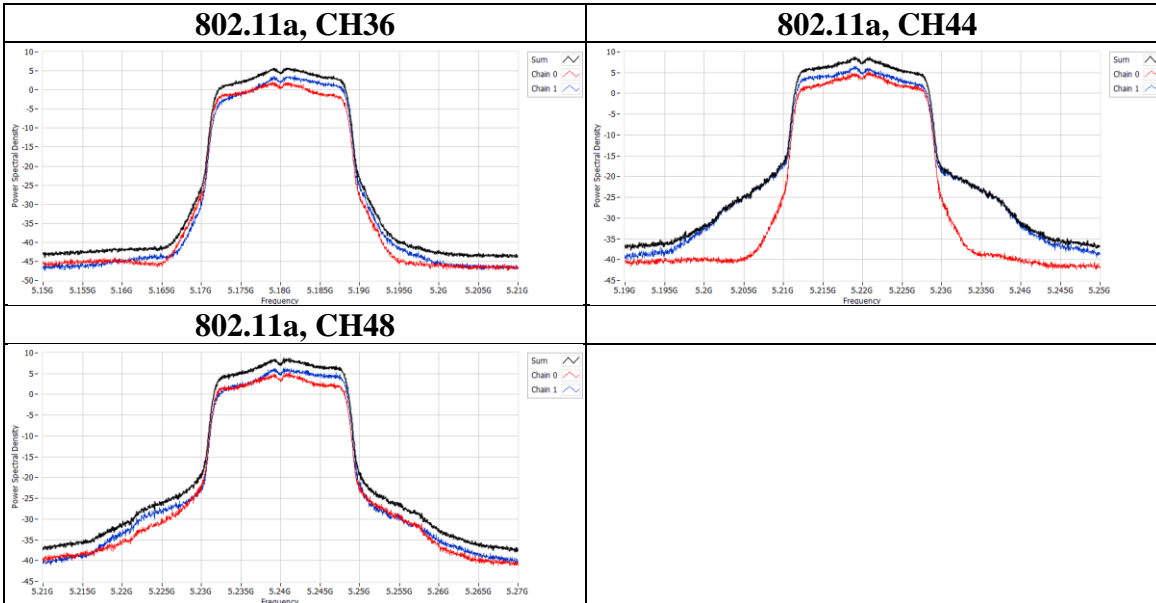 802.11a, CH36
802.11a, CH44
10
5
0
-5
-10
-15
-20
-25
-30
-35
-40
-45
-50
Power Spectral Density
5.15G 5.155G 5.16G 5.165G 5.17G 5.175G 5.18G 5.185G 5.19G 5.195G 5.2G 5.205G 5.21G
Frequency
Sum
Chain 0
Chain 1
10
5
0
-5
-10
-15
-20
-25
-30
-35
-40
-45
Power Spectral Density
5.19G 5.195G 5.2G 5.205G 5.21G 5.215G 5.22G 5.225G 5.23G 5.235G 5.24G 5.245G 5.25G
Frequency
Sum
Chain 0
Chain 1
802.11a, CH48
10
5
0
-5
-10
-15
-20
-25
-30
-35
-40
-45
Power Spectral Density
5.21G 5.215G 5.22G 5.225G 5.23G 5.235G 5.24G 5.245G 5.25G 5.255G 5.26G 5.265G 5.27G
Frequency
Sum
Chain 0
Chain 1